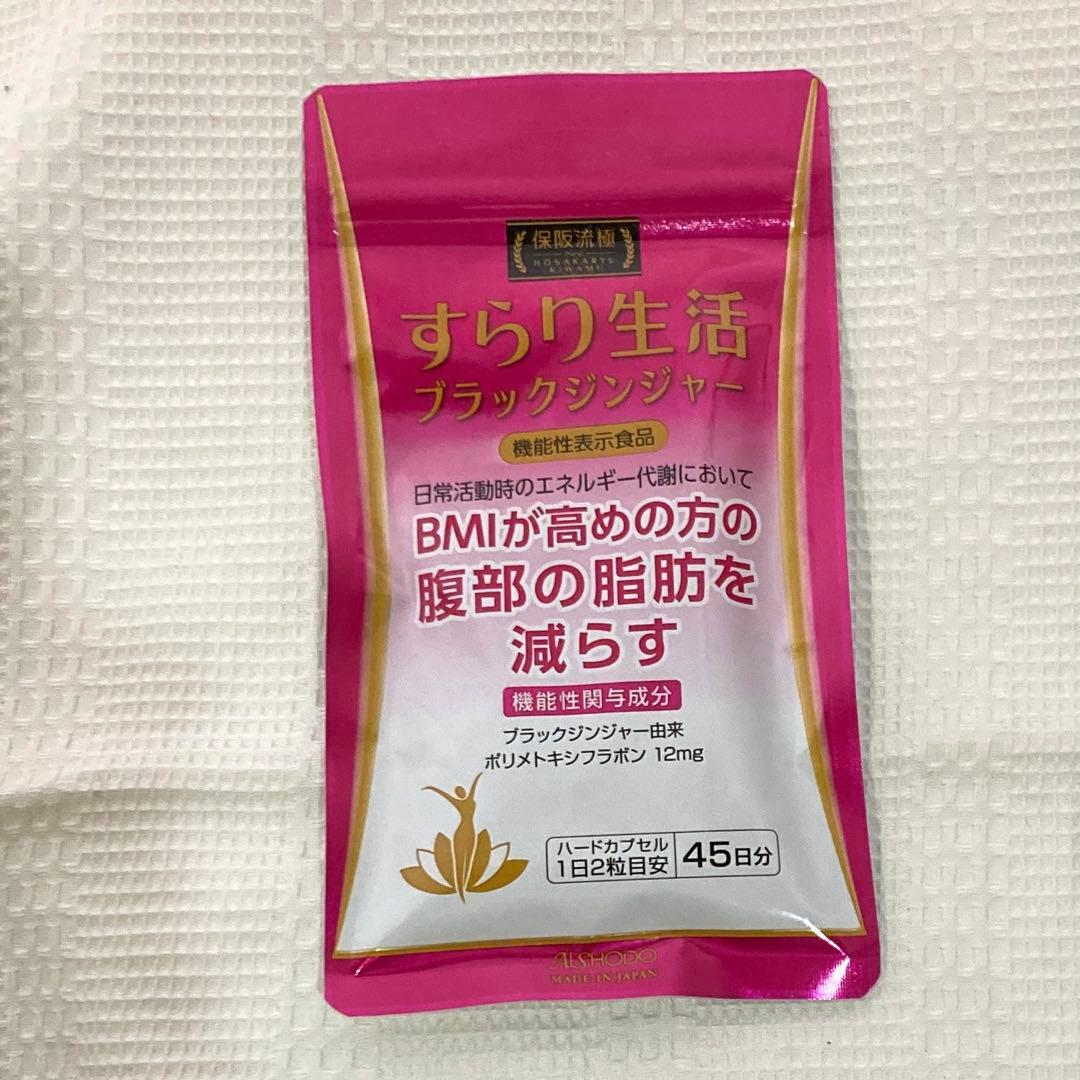 保阪流極
HOSAKARYU
KIWAMI
すらり生活
ブラックジンジャー
機能性表示食品
日常活動時のエネルギー代謝において
BMIが高めの方の
腹部の脂肪を
減らす
機能性関与成分
ブラックジンジャー由来
ポリメトキシフラボン 12mg
ハードカプセル
1日2粒目安
45日分
AISHODO
MADE IN JAPAN